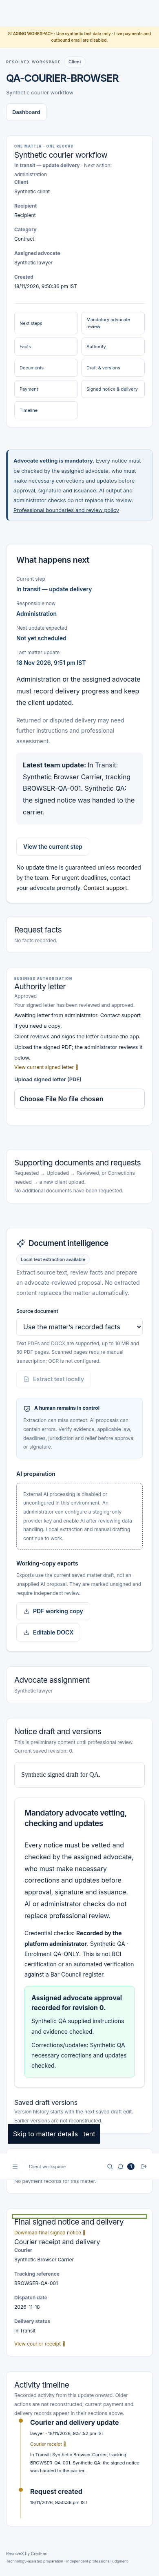 STAGING WORKSPACE · Use synthetic test data only · Live payments and
outbound email are disabled.
RESOLVEX WORKSPACE Client
QA-COURIER-BROWSER
Synthetic courier workflow
Dashboard
ONE MATTER · ONE RECORD
Synthetic courier workflow
In transit — update delivery · Next action:
administration
Client
Synthetic client
Recipient
Recipient
Category
Contract
Assigned advocate
Synthetic lawyer
Created
18/11/2026, 9:50:36 pm IST
Next steps
Mandatory advocate
review
Facts
Authority
Documents
Draft & versions
Payment
Signed notice & delivery
Timeline
Advocate vetting is mandatory. Every notice must
be checked by the assigned advocate, who must
make necessary corrections and updates before
approval, signature and issuance. AI output and
administrator checks do not replace this review.
Professional boundaries and review policy
What happens next
Current step
In transit — update delivery
Responsible now
Administration
Next update expected
Not yet scheduled
Last matter update
18 Nov 2026, 9:51 pm IST
Administration or the assigned advocate
must record delivery progress and keep
the client updated.
Returned or disputed delivery may need
further instructions and professional
assessment.
Latest team update: In Transit:
Synthetic Browser Carrier, tracking
BROWSER-QA-001. Synthetic QA:
the signed notice was handed to the
carrier.
View the current step
No update time is guaranteed unless recorded
by the team. For urgent deadlines, contact
your advocate promptly. Contact support.
Request facts
No facts recorded.
BUSINESS AUTHORISATION
Authority letter
Approved
Your signed letter has been reviewed and approved.
Awaiting letter from administrator. Contact support
if you need a copy.
Client reviews and signs the letter outside the app.
Upload the signed PDF; the administrator reviews it
below.
View current signed letter
Upload signed letter (PDF)
Choose File No file chosen
Supporting documents and requests
Requested → Uploaded → Reviewed, or Corrections
needed → a new client upload.
No additional documents have been requested.
Document intelligence
Local text extraction available
Extract source text, review facts and prepare
an advocate-reviewed proposal. No extracted
content replaces the matter automatically.
Source document
Use the matter's recorded facts
Text PDFs and DOCX are supported, up to 10 MB and
50 PDF pages. Scanned pages require manual
transcription; OCR is not configured.
Extract text locally
A human remains in control
Extraction can miss context. AI proposals can
contain errors. Verify evidence, applicable law,
deadlines, jurisdiction and relief before approval
or signature.
AI preparation
External AI processing is disabled or
unconfigured in this environment. An
administrator can configure a staging-only
provider key and enable AI after reviewing data
handling. Local extraction and manual drafting
continue to work.
Working-copy exports
Exports use the current saved matter draft, not an
unapplied AI proposal. They are marked unsigned and
require independent review.
PDF working copy
Editable DOCX
Advocate assignment
Synthetic lawyer
Notice draft and versions
This is preliminary content until professional review.
Current saved revision: 0.
Synthetic signed draft for QA.
Mandatory advocate vetting,
checking and updates
Every notice must be vetted and
checked by the assigned advocate,
who must make necessary
corrections and updates before
approval, signature and issuance. AI
or administrator checks do not
replace professional review.
Credential checks: Recorded by the
platform administrator. Synthetic QA ·
Enrolment QA-ONLY. This is not BCI
certification or an automated verification
against a Bar Council register.
Assigned advocate approval
recorded for revision 0.
Synthetic QA supplied instructions
and evidence checked.
Corrections/updates: Synthetic QA
necessary corrections and updates
checked.
Saved draft versions
Version history starts with the next saved draft edit.
Earlier versions are not reconstructed.
Skip to matter details tent
Client workspace
1
No payment records for this matter.
Final signed notice and delivery
Download final signed notice
Courier receipt and delivery
Courier
Synthetic Browser Carrier
Tracking reference
BROWSER-QA-001
Dispatch date
2026-11-18
Delivery status
In Transit
View courier receipt
Activity timeline
Recorded activity from this update onward. Older
actions are not reconstructed; current payment and
delivery records appear in their sections above.
Courier and delivery update
lawyer · 18/11/2026, 9:51:52 pm IST
Courier receipt
In Transit: Synthetic Browser Carrier, tracking
BROWSER-QA-001. Synthetic QA: the signed notice
was handed to the carrier.
Request created
18/11/2026, 9:50:36 pm IST
ResolveX by CredEnd
Technology-assisted preparation · Independent professional judgment